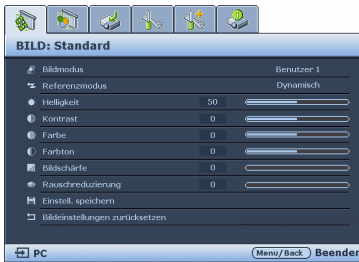 BILD: Standard
Bildmodus Benutzer 1
Referenzmodus Dynamisch
Helligkeit 50
Kontrast 0
Farbe 0
Farbton 0
Bildschärfe 0
Rauschreduzierung 0
Einstell. speichern
Bildeinstellungen zurücksetzen
PC Menu/Back Beenden